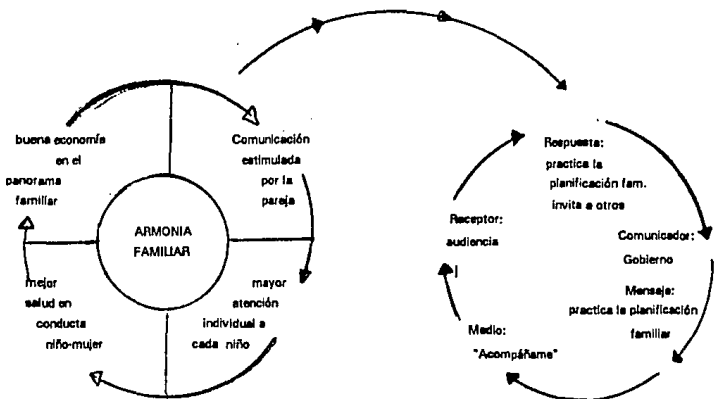 buena economía
en el
panorama
familiar
Comunicación
estimulada
por la
pareja
ARMONIA
FAMILIAR
mejor
salud en
conducta
niño-mujer
mayor
atención
individual a
cada niño
Respuesta:
practica la
planificación fam.
invita a otros
Receptor:
audiencia
Comunicador:
Gobierno
Mensaje:
practica la planificación
familiar
Medio:
"Acompáñame"